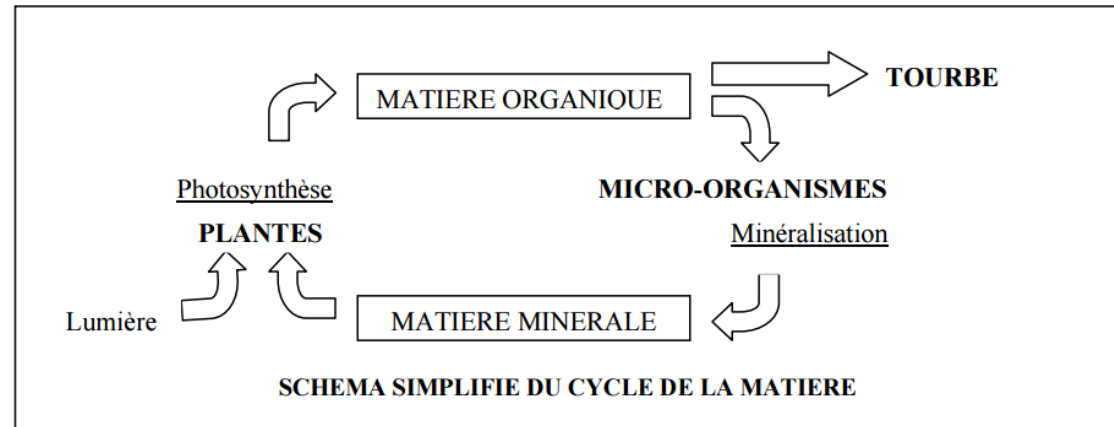 MATIERE ORGANIQUE
TOURBE
Photosynthèse
PLANTES
MICRO-ORGANISMES
Minéralisation
Lumière
MATIERE MINERALE
SCHEMA SIMPLIFIE DU CYCLE DE LA MATIERE